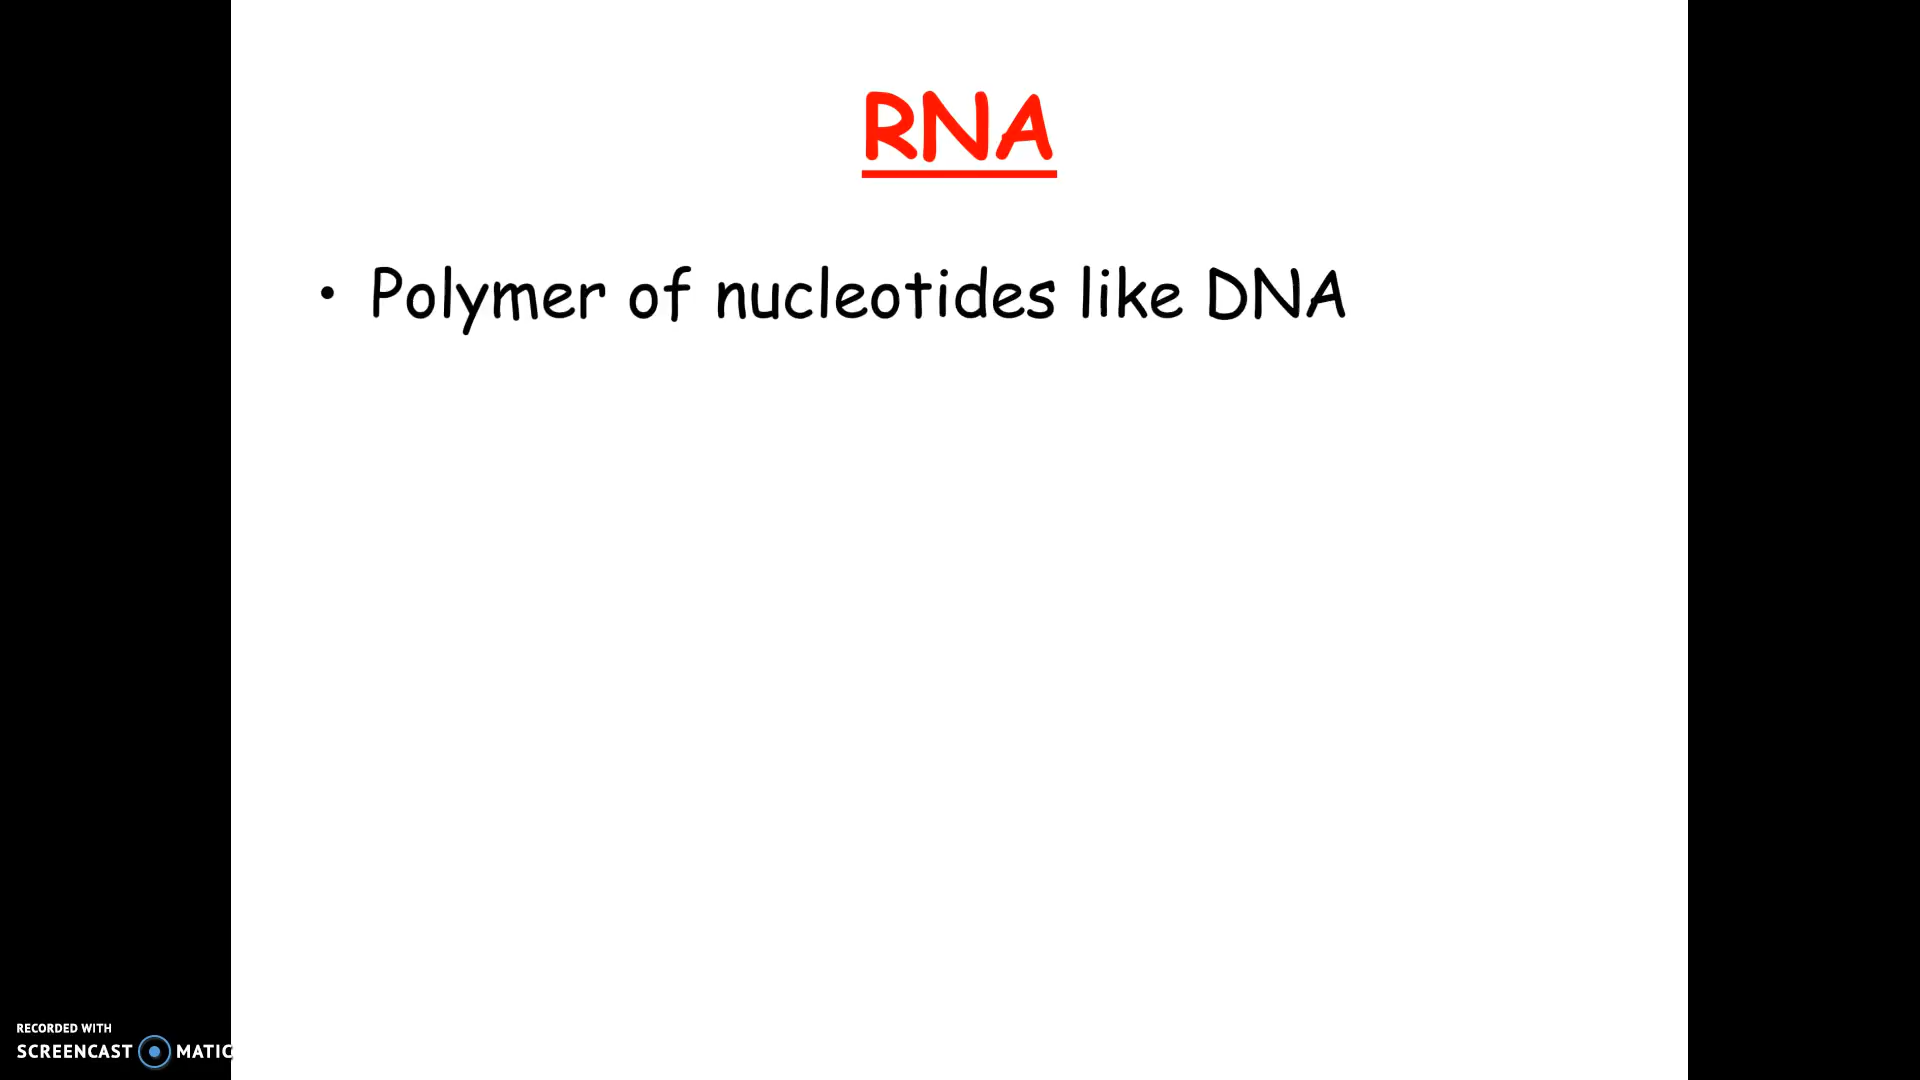 RNA
• Polymer of nucleotides like DNA
RECORDED WITH
SCREENCAST MATIC